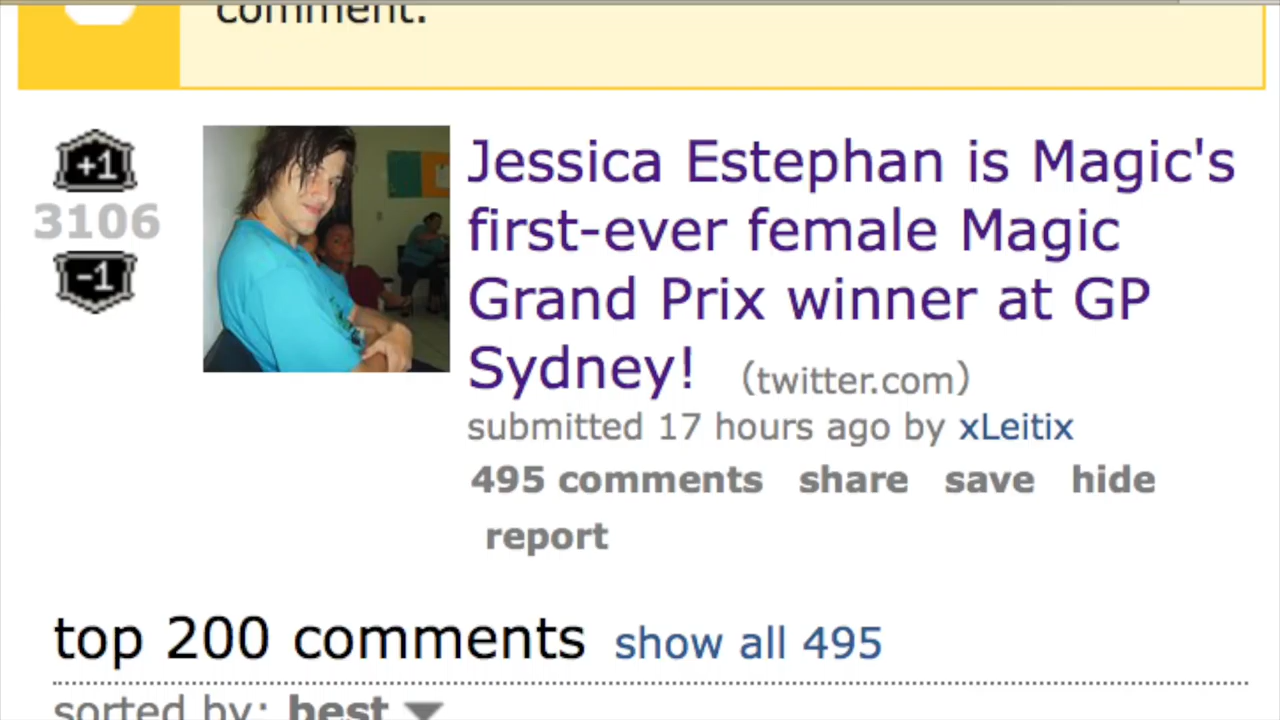 comment.
+1
3106
-1
Jessica Estephan is Magic's
first-ever female Magic
Grand Prix winner at GP
Sydney! (twitter.com)
submitted 17 hours ago by xLeitix
495 comments share save hide
report
top 200 comments show all 495
sorted by: best